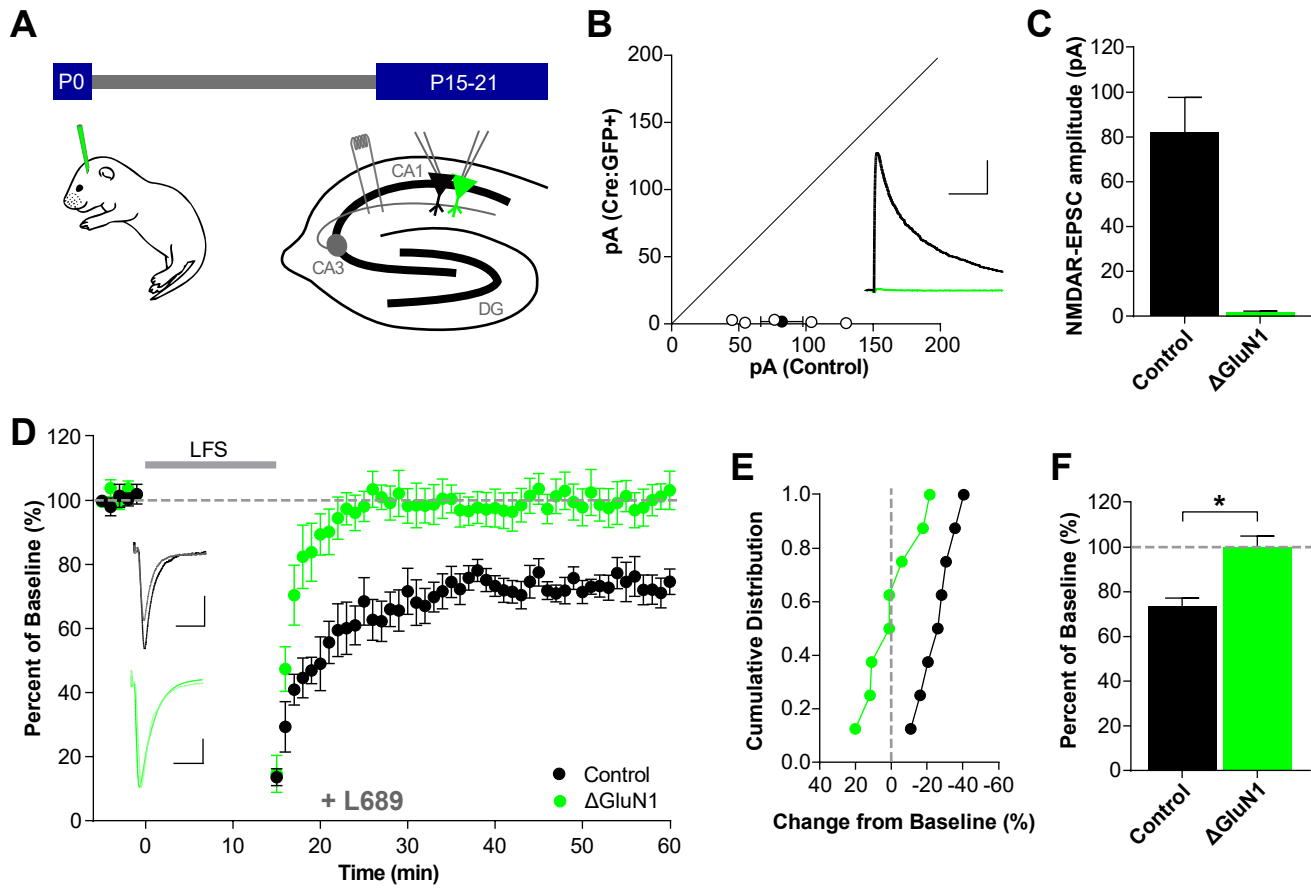 A
P0
P15-21
CA1
CA3
DG
B
pA (Cre:GFP+)
200
150
100
50
0
0 50 100 150 200
pA (Control)
C
NMDAR-EPSC amplitude (pA)
120
100
80
60
40
20
0
Control
ΔGluN1
D
LFS
Percent of Baseline (%)
120
100
80
60
40
20
0
+ L689
Control
ΔGluN1
0 10 20 30 40 50 60
Time (min)
E
Cumulative Distribution
1.0
0.8
0.6
0.4
0.2
0.0
40 20 0 -20 -40 -60
Change from Baseline (%)
F
Percent of Baseline (%)
120
100
80
60
40
20
0
*
Control
ΔGluN1